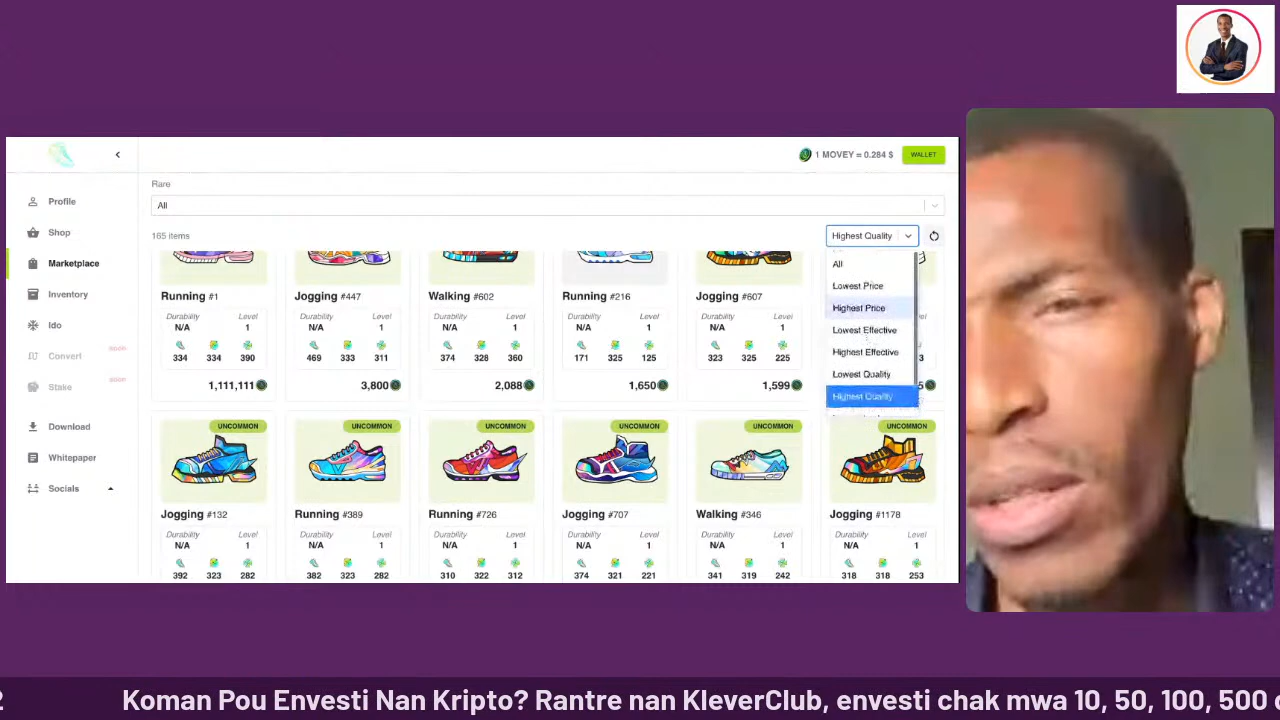 1 MOVEY = 0.284 $
WALLET
Profile
Shop
Marketplace
Inventory
Ido
Convert
soon
Stake
soon
Download
Whitepaper
Socials
Rare
All
165 items
Highest Quality
All
Lowest Price
Highest Price
Lowest Effective
Highest Effective
Lowest Quality
Highest Quality
Running #1
Durability Level
N/A 1
334 334 390
1,111,111
Jogging #447
Durability Level
N/A 1
469 333 311
3,800
Walking #602
Durability Level
N/A 1
374 328 360
2,088
Running #216
Durability Level
N/A 1
171 325 125
1,650
Jogging #607
Durability Level
N/A 1
323 325 225
1,599
UNCOMMON
Jogging #132
Durability Level
N/A 1
392 323 282
UNCOMMON
Running #389
Durability Level
N/A 1
382 323 282
UNCOMMON
Running #726
Durability Level
N/A 1
310 322 312
UNCOMMON
Jogging #707
Durability Level
N/A 1
374 321 221
UNCOMMON
Walking #346
Durability Level
N/A 1
341 319 242
UNCOMMON
Jogging #1178
Durability Level
N/A 1
318 318 253
2 Koman Pou Envesti Nan Kripto? Rantre nan KleverClub, envesti chak mwa 10, 50, 100, 500